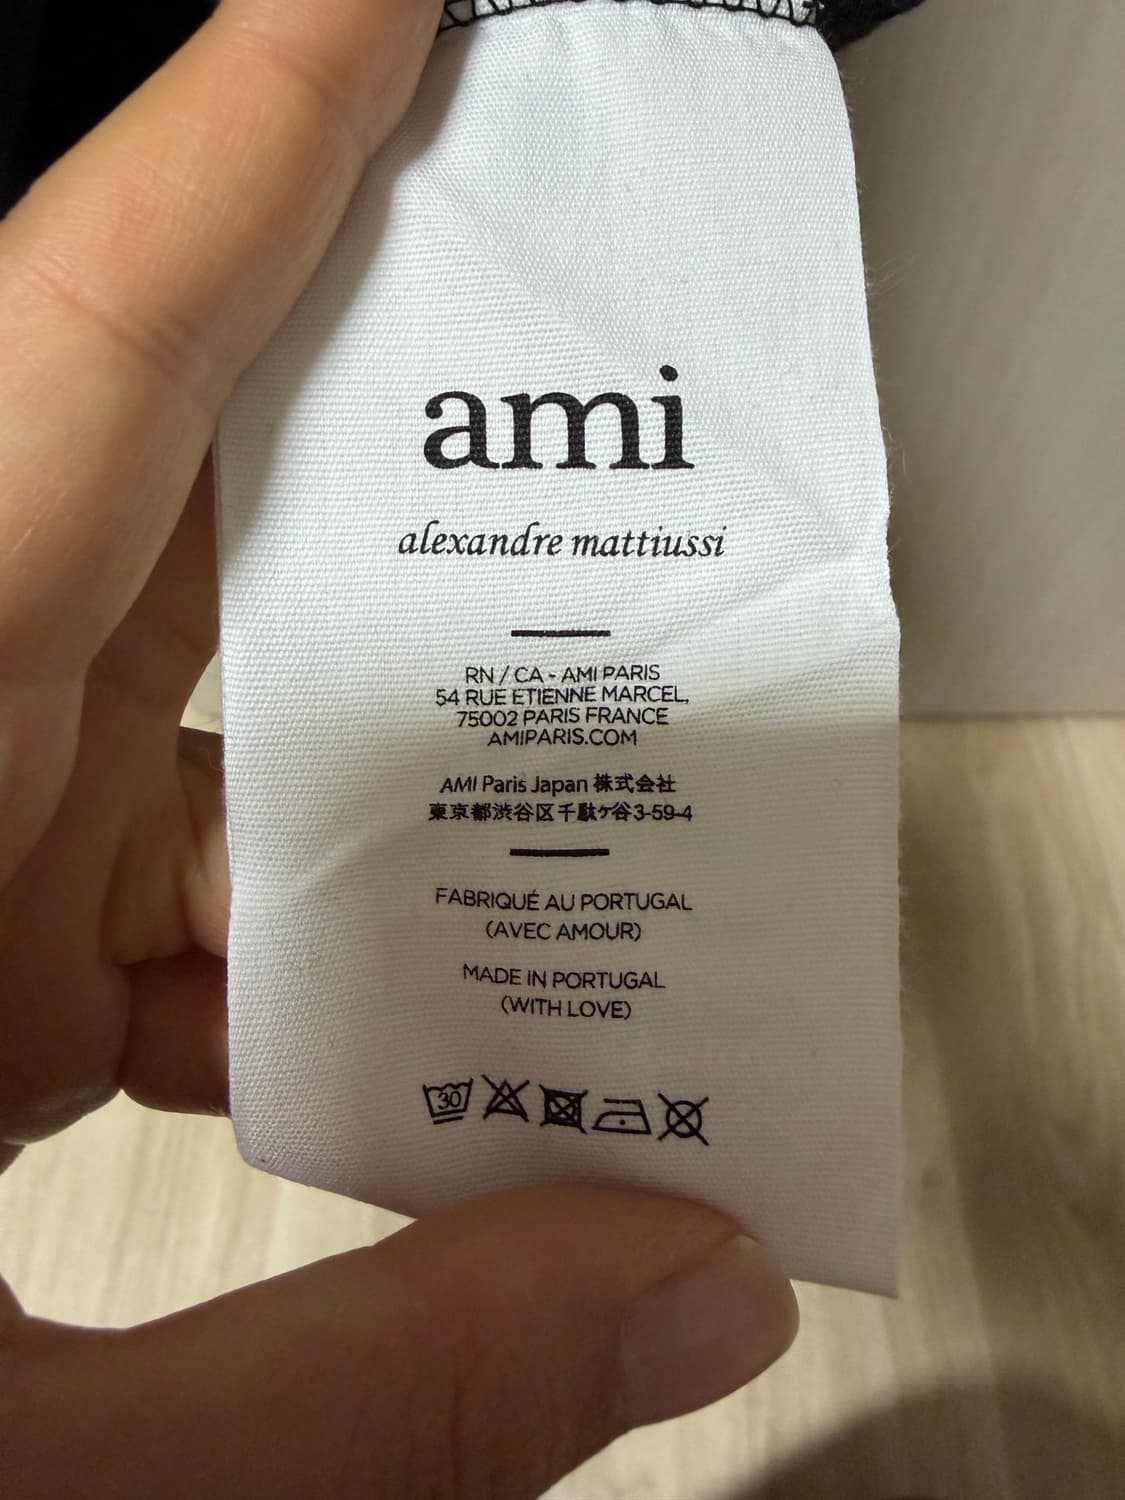 ami
alexandre mattiussi
RN / CA - AMI PARIS
54 RUE ETIENNE MARCEL,
75002 PARIS FRANCE
AMIPARIS.COM
AMI Paris Japan 株式会社
東京都渋谷区千駄ケ谷3-59-4
FABRIQUÉ AU PORTUGAL
(AVEC AMOUR)
MADE IN PORTUGAL
(WITH LOVE)
30